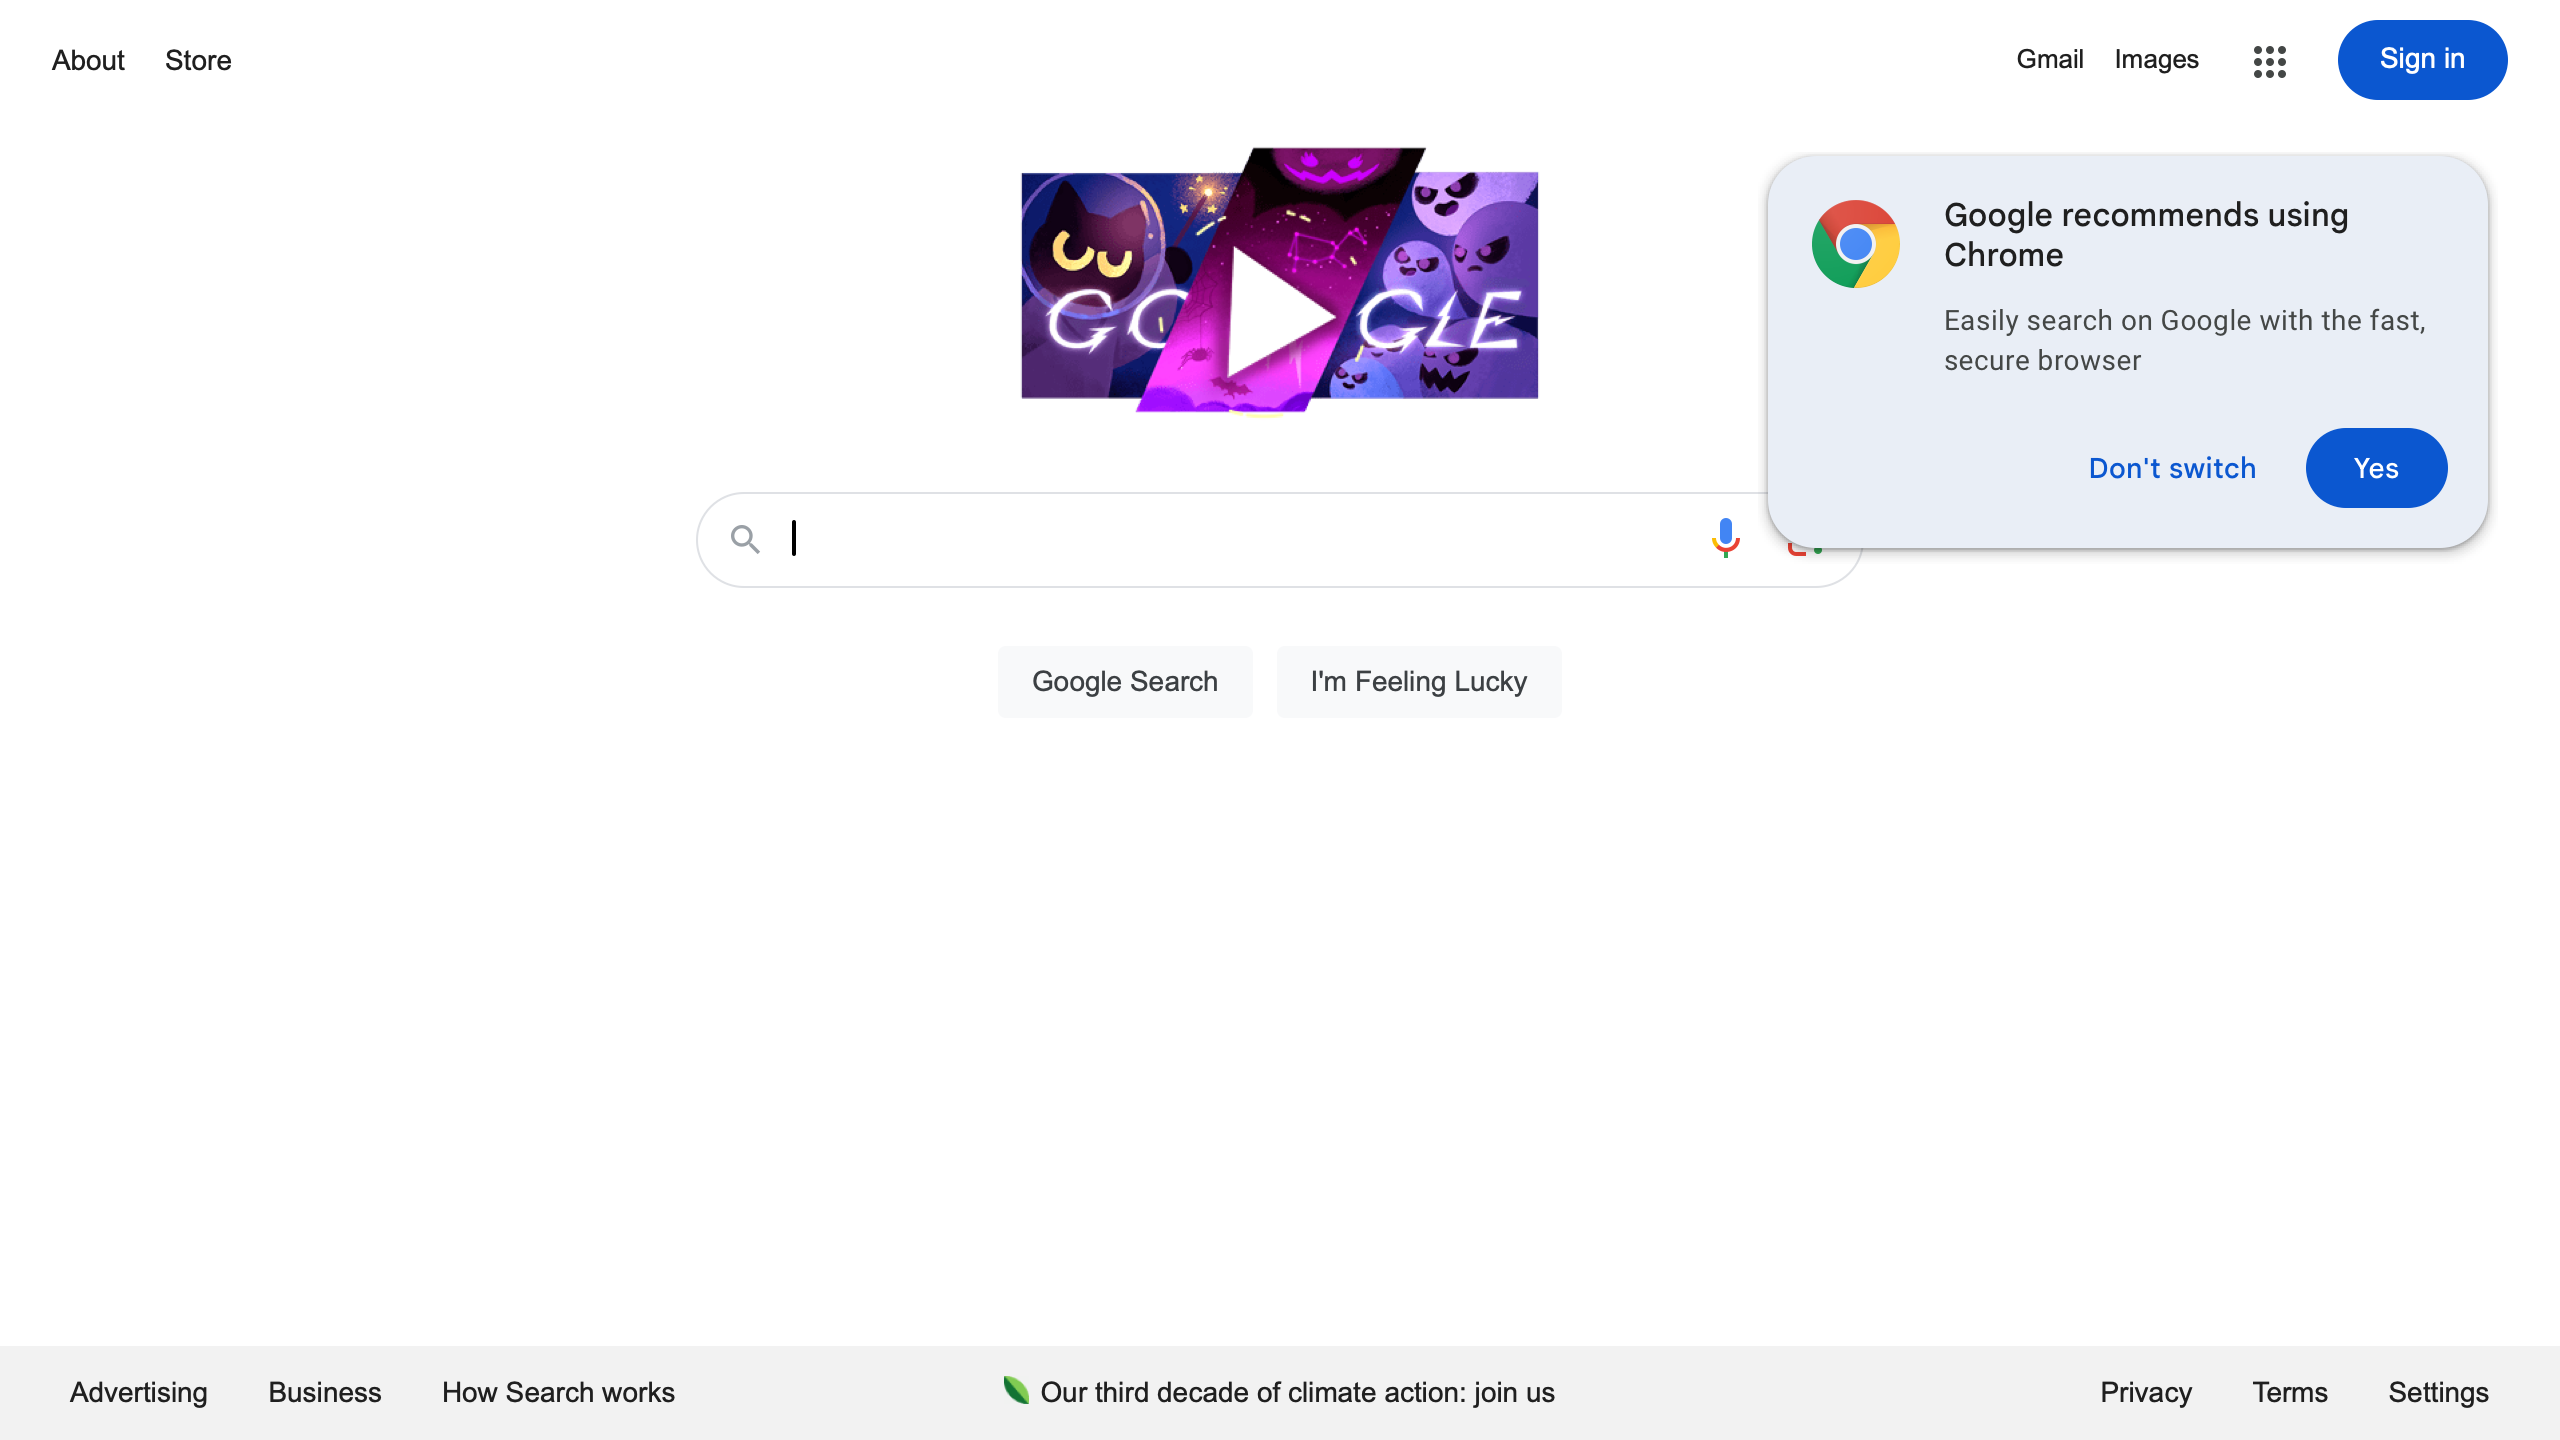 About Store
Gmail Images Sign in
GO GLE
Google recommends using
Chrome
Easily search on Google with the fast,
secure browser
Don't switch Yes
Google Search I'm Feeling Lucky
Advertising Business How Search works
Our third decade of climate action: join us
Privacy Terms Settings